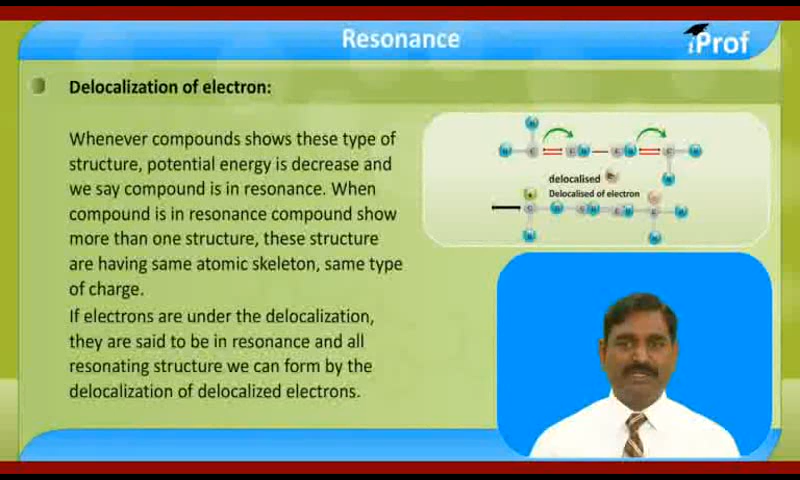 Resonance
iProf
Delocalization of electron:
Whenever compounds shows these type of
structure, potential energy is decrease and
we say compound is in resonance. When
compound is in resonance compound show
more than one structure, these structure
are having same atomic skeleton, same type
of charge.
If electrons are under the delocalization,
they are said to be in resonance and all
resonating structure we can form by the
delocalization of delocalized electrons.
delocalised
Delocalised of electron